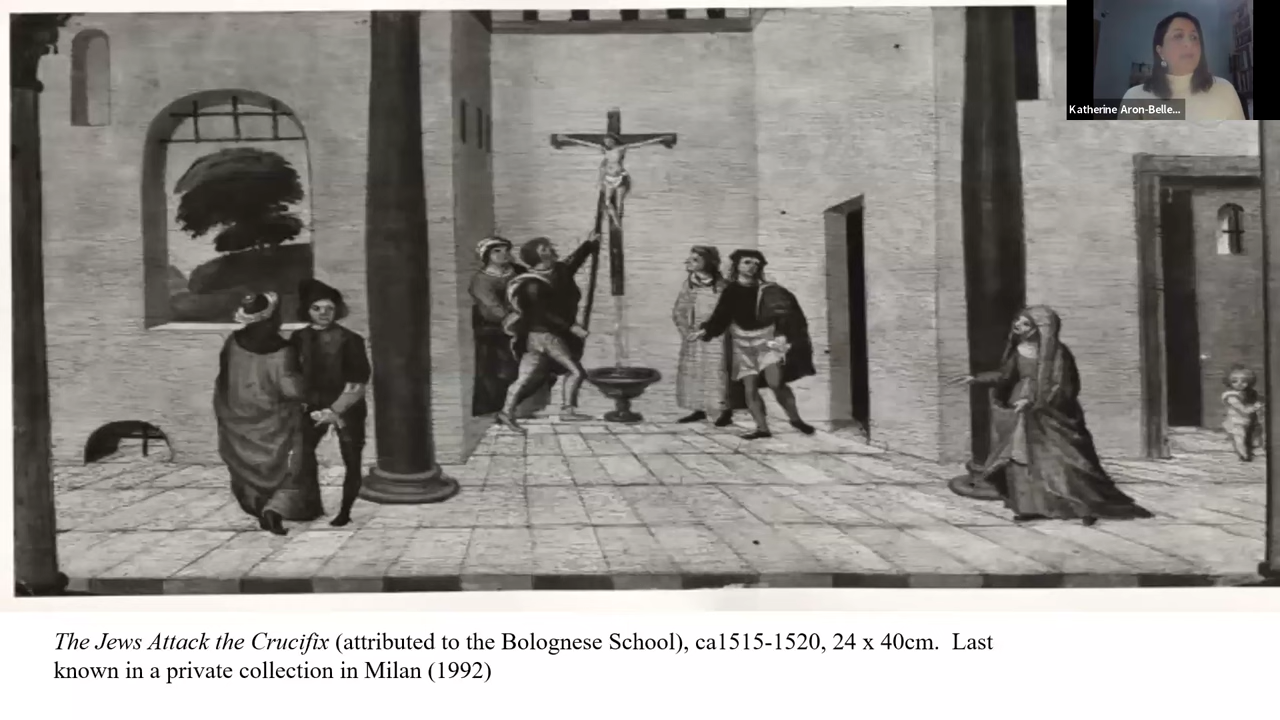 Katherine Aron-Belle...
The Jews Attack the Crucifix (attributed to the Bolognese School), ca1515-1520, 24 x 40cm.  Last
known in a private collection in Milan (1992)